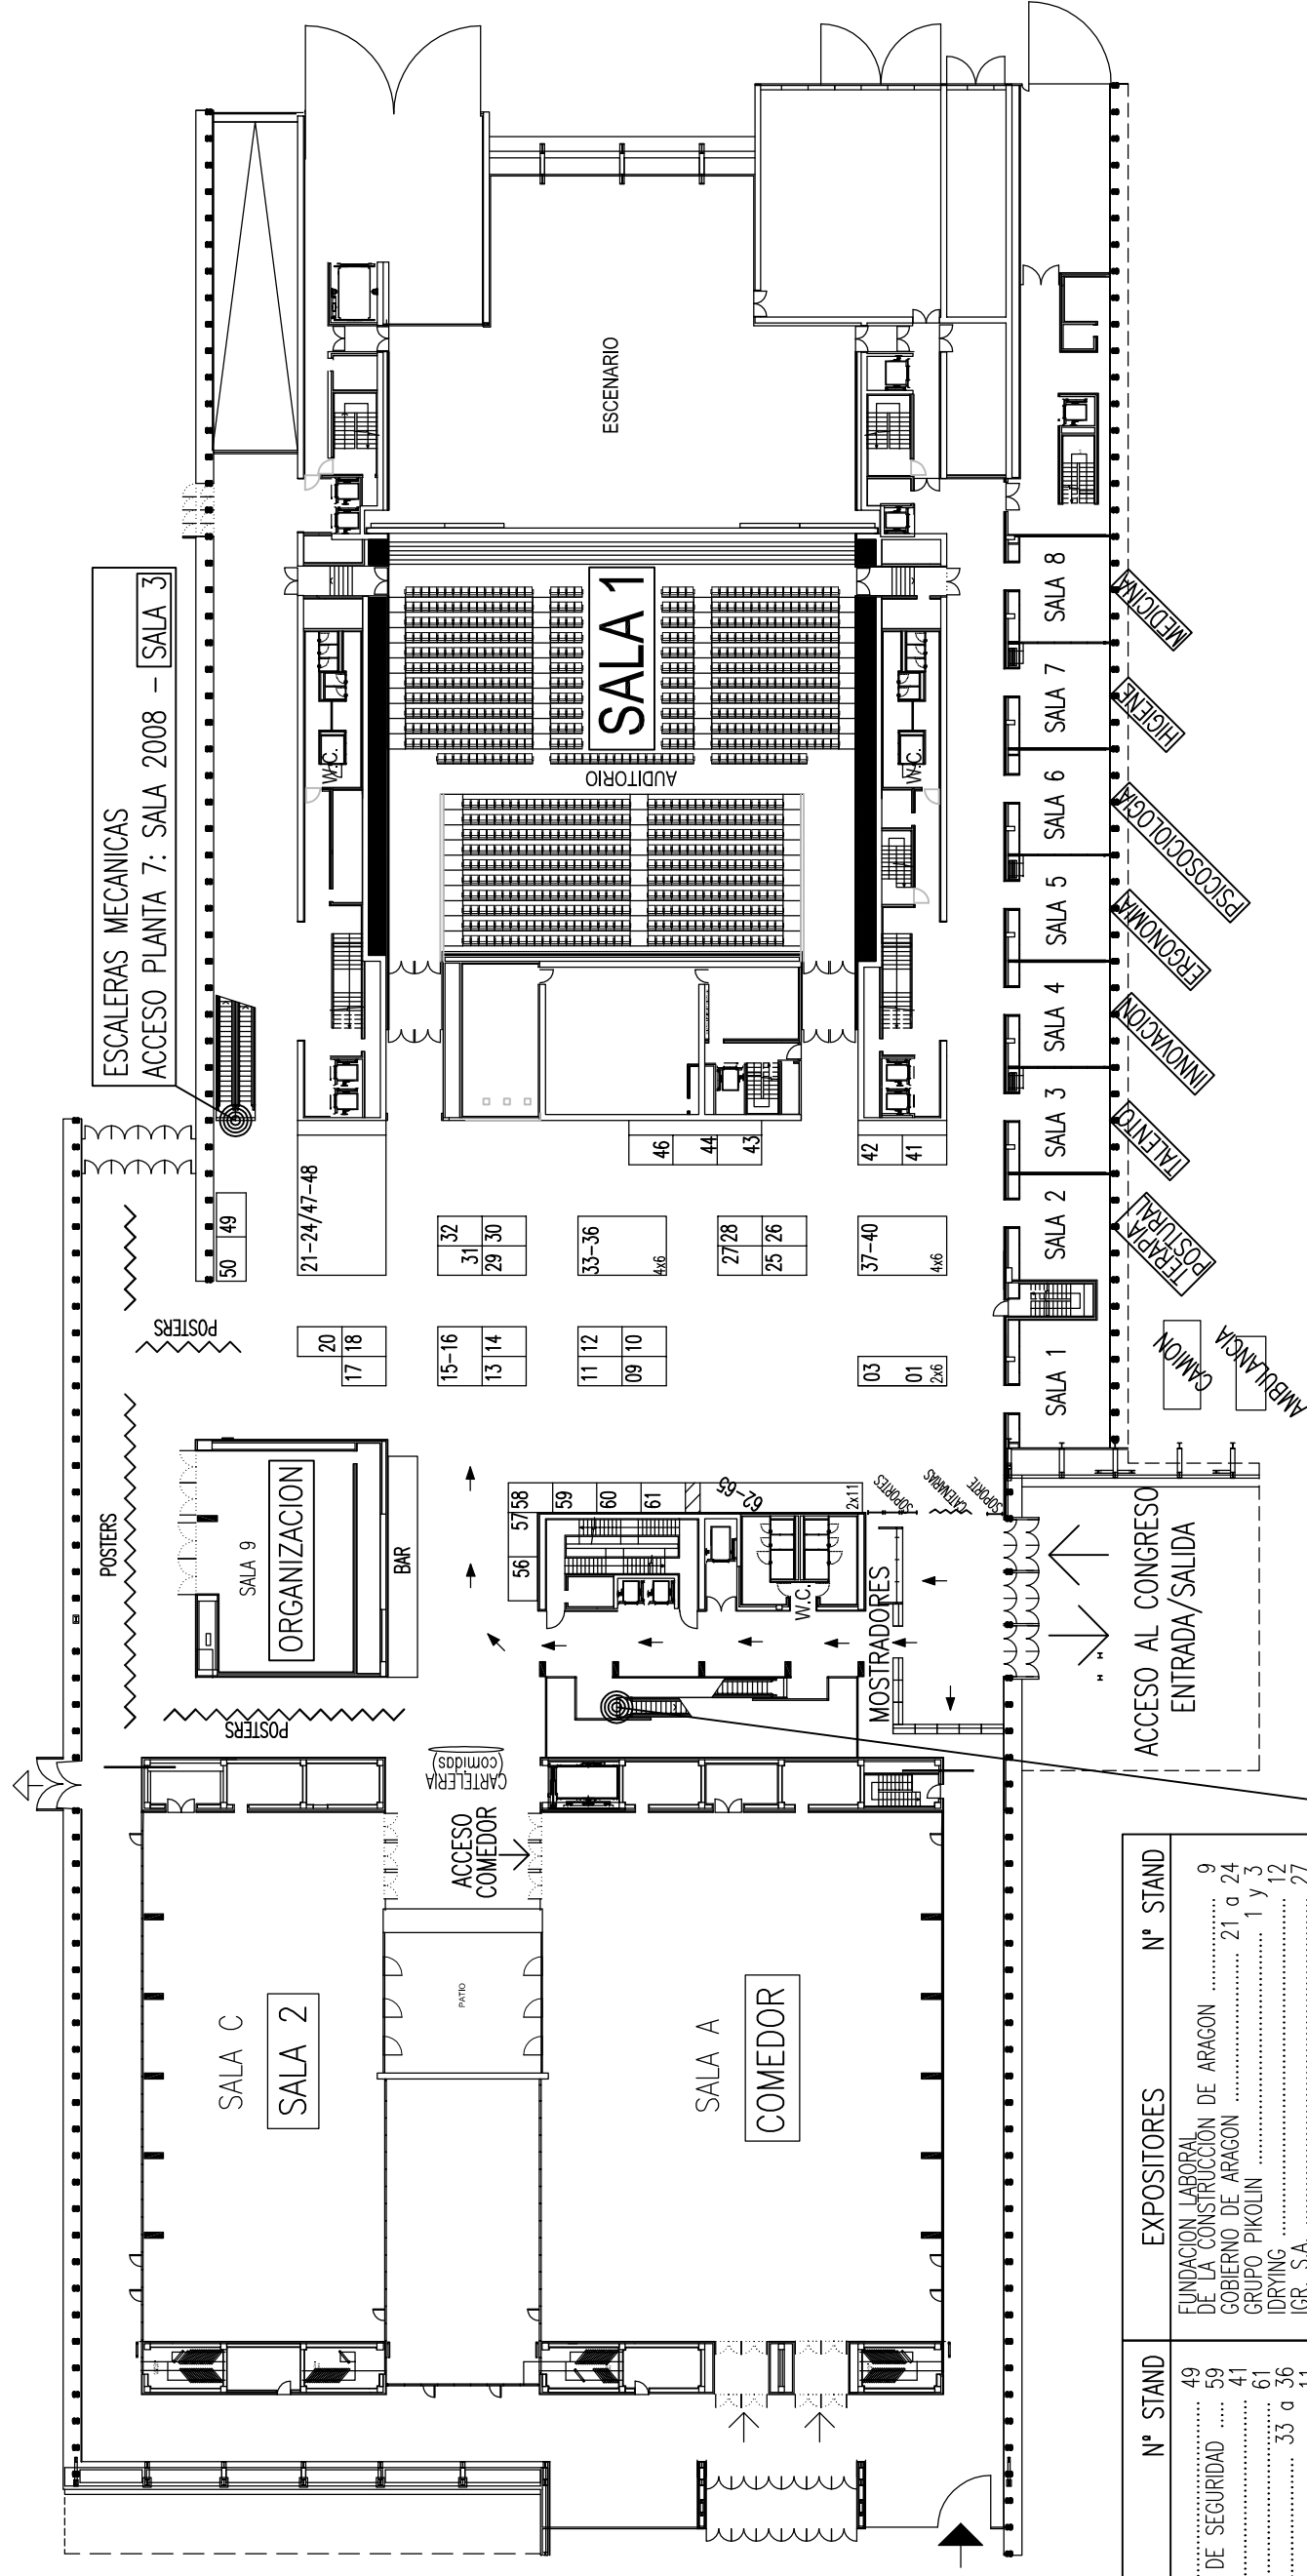 ESCALERAS MECANICAS
ACCESO PLANTA 7: SALA 2008 - SALA 3
ESCENARIO
SALA 1
AUDITORIO
W.C.
W.C.
SALA 8
MEDICINA
SALA 7
HIGIENE
SALA 6
PSICOSOCIOLOGIA
SALA 5
ERGONOMIA
SALA 4
INNOVACION
SALA 3
TALENTO
SALA 2
TERAPIA
POSTURAL
SALA 1
CAMION
AMBULANCIA
50 49
21-24/47-48
46 44 43
42 41
31 32
29 30
33-36
4x6
27 28
25 26
37-40
4x6
20
17 18
15-16
13 14
11 12
09 10
03 01
2x6
POSTERS
POSTERS
POSTERS
SALA 9
ORGANIZACION
BAR
56 57 58
59
60
61
62-65
2x11
SOPORTES
CATENARIAS
SOPORTE
W.C.
MOSTRADORES
ACCESO AL CONGRESO
ENTRADA/SALIDA
CARTELERIA
(comidas)
ACCESO
COMEDOR
PATIO
SALA C
SALA 2
SALA A
COMEDOR
EXPOSITORES Nº STAND
FUNDACION LABORAL
DE LA CONSTRUCCIÓN DE ARAGON ............ 9
GOBIERNO DE ARAGON ............ 21 a 24
GRUPO PIKOLIN ............ 1 y 3
IDRYING ............ 12
IGR, S.A. ............ 27
Nº STAND
............ 49
DE SEGURIDAD ..... 59
............ 41
............ 61
............ 33 a 36
............ 11